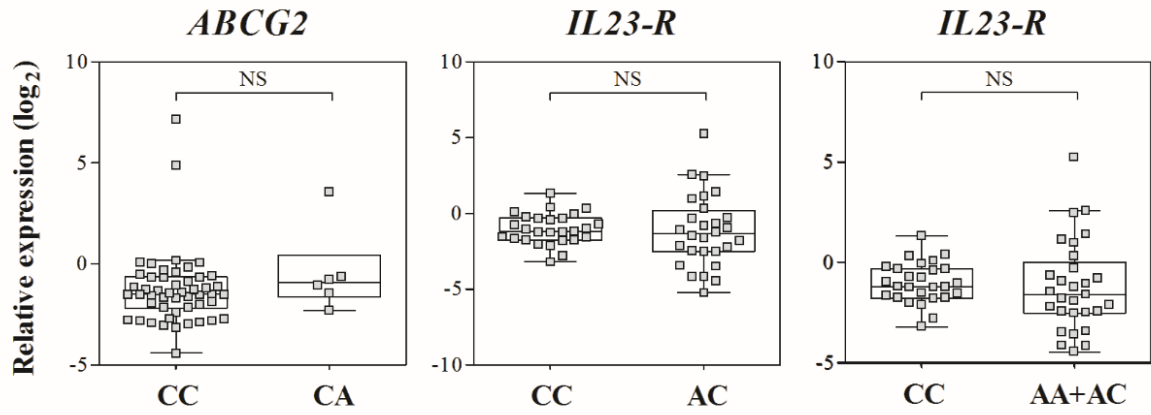 ABCG2
IL23-R
IL23-R
Relative expression (log2)
10
5
0
-5
NS
CC
CA
10
5
0
-5
-10
NS
CC
AC
10
5
0
-5
NS
CC
AA+AC